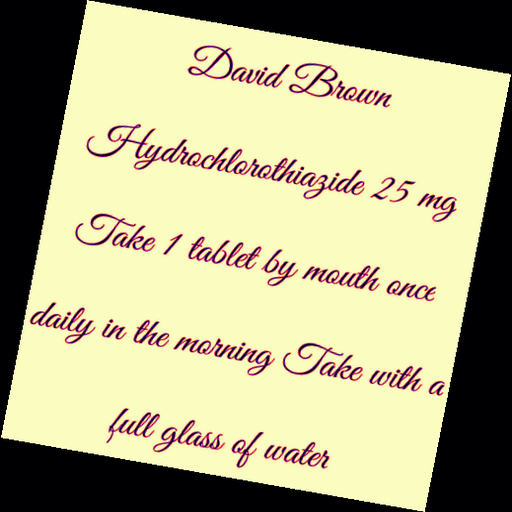 David Brown
Hydrochlorothiazide 25 mg
Take 1 tablet by mouth once
daily in the morning Take with a
full glass of water